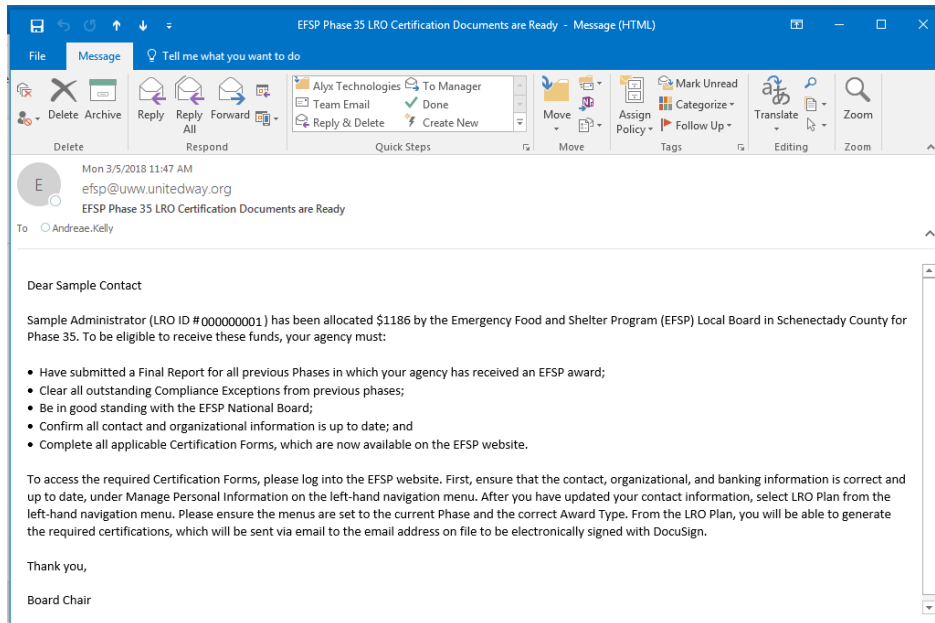 EFSP Phase 35 LRO Certification Documents are Ready - Message (HTML)
File Message Tell me what you want to do
Alyx Technologies To Manager
Team Email Done
Reply & Delete Create New
Delete Archive Reply Reply All Forward Move Assign Policy Mark Unread Categorize Follow Up Translate Zoom
Delete Respond Quick Steps Move Tags Editing Zoom
E
Mon 3/5/2018 11:47 AM
efsp@uww.unitedway.org
EFSP Phase 35 LRO Certification Documents are Ready
To Andreae.Kelly
Dear Sample Contact
Sample Administrator (LRO ID #000000001) has been allocated $1186 by the Emergency Food and Shelter Program (EFSP) Local Board in Schenectady County for
Phase 35. To be eligible to receive these funds, your agency must:
• Have submitted a Final Report for all previous Phases in which your agency has received an EFSP award;
• Clear all outstanding Compliance Exceptions from previous phases;
• Be in good standing with the EFSP National Board;
• Confirm all contact and organizational information is up to date; and
• Complete all applicable Certification Forms, which are now available on the EFSP website.
To access the required Certification Forms, please log into the EFSP website. First, ensure that the contact, organizational, and banking information is correct and
up to date, under Manage Personal Information on the left-hand navigation menu. After you have updated your contact information, select LRO Plan from the
left-hand navigation menu. Please ensure the menus are set to the current Phase and the correct Award Type. From the LRO Plan, you will be able to generate
the required certifications, which will be sent via email to the email address on file to be electronically signed with DocuSign.
Thank you,
Board Chair